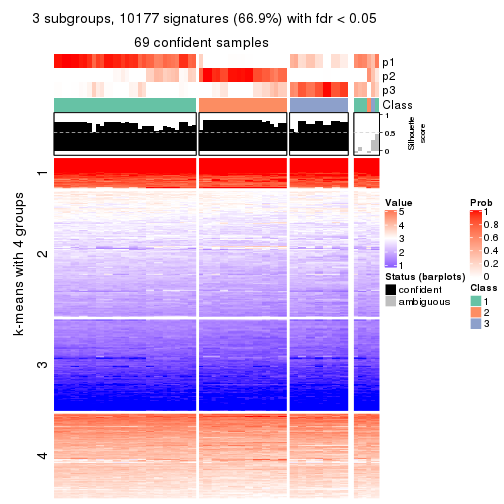 3 subgroups, 10177 signatures (66.9%) with fdr < 0.05
69 confident samples
p1
p2
p3
Class
1
0.5
0
Silhouette
score
k-means with 4 groups
1
2
3
4
Value
5
4
3
2
1
Status (barplots)
confident
ambiguous
Prob
1
0.8
0.6
0.4
0.2
0
Class
1
2
3